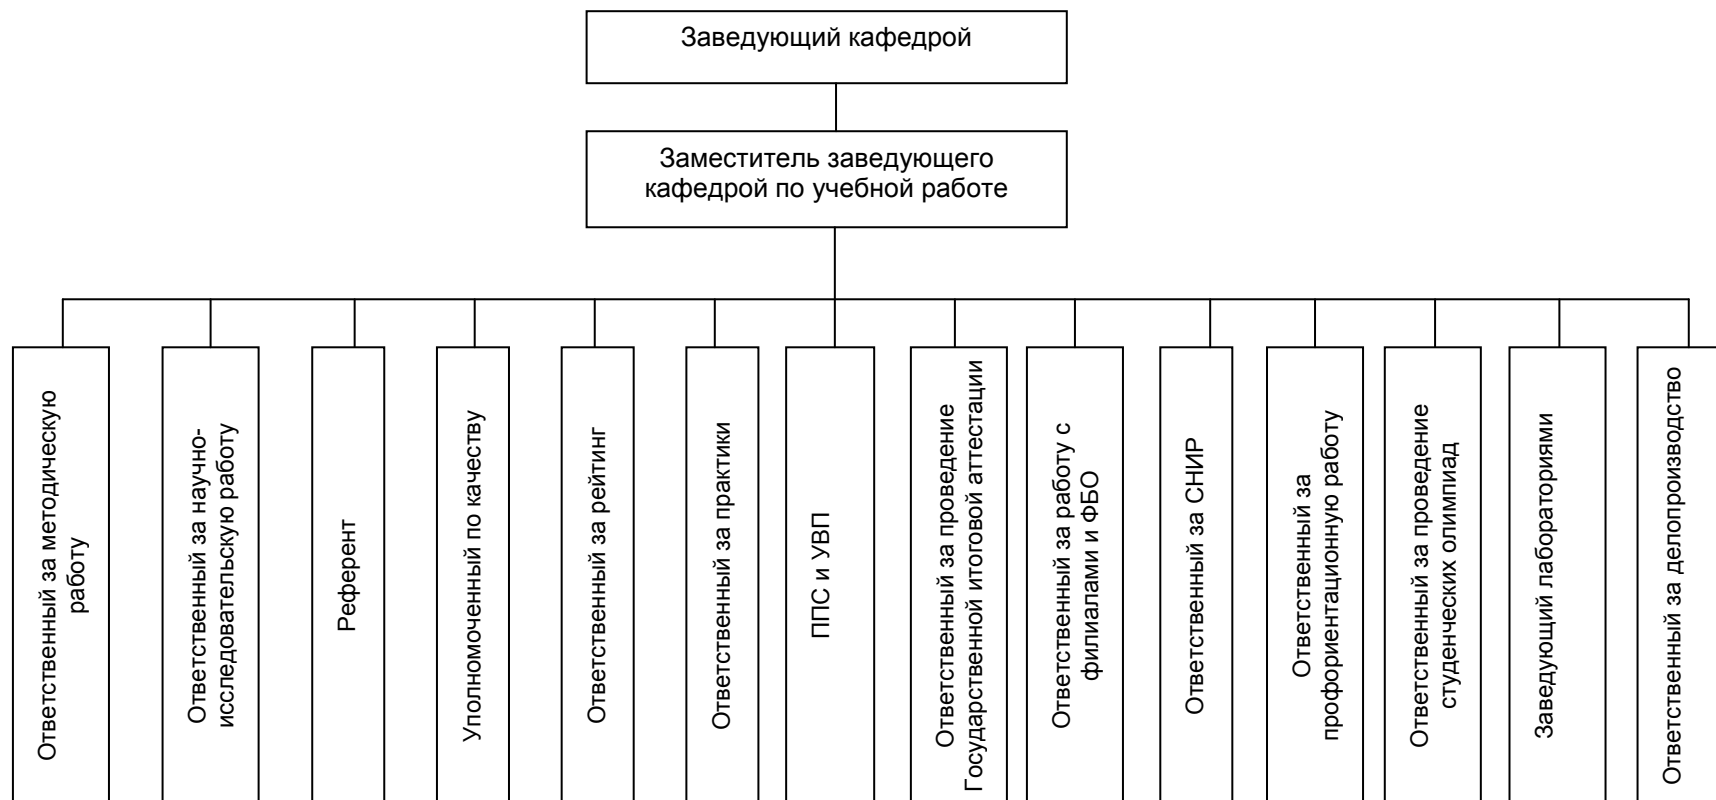 Заведующий кафедрой
Заместитель заведующего
кафедрой по учебной работе
Ответственный за методическую
работу
Ответственный за научно-
исследовательскую работу
Референт
Уполномоченный по качеству
Ответственный за рейтинг
Ответственный за практики
ППС и УВП
Ответственный за проведение
Государственной итоговой аттестации
Ответственный за работу с
филиалами и ФБО
Ответственный за СНИР
Ответственный за
профориентационную работу
Ответственный за проведение
студенческих олимпиад
Заведующий лабораториями
Ответственный за делопроизводство